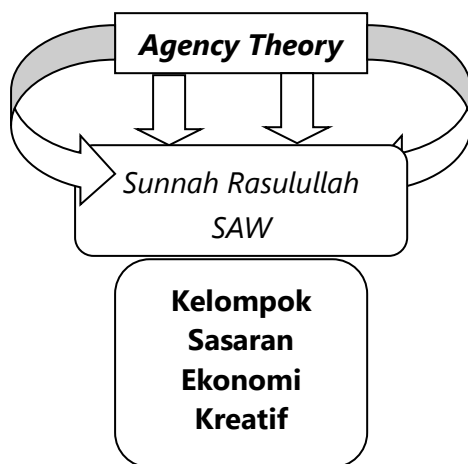 Agency Theory
Sunnah Rasulullah
SAW
Kelompok
Sasaran
Ekonomi
Kreatif